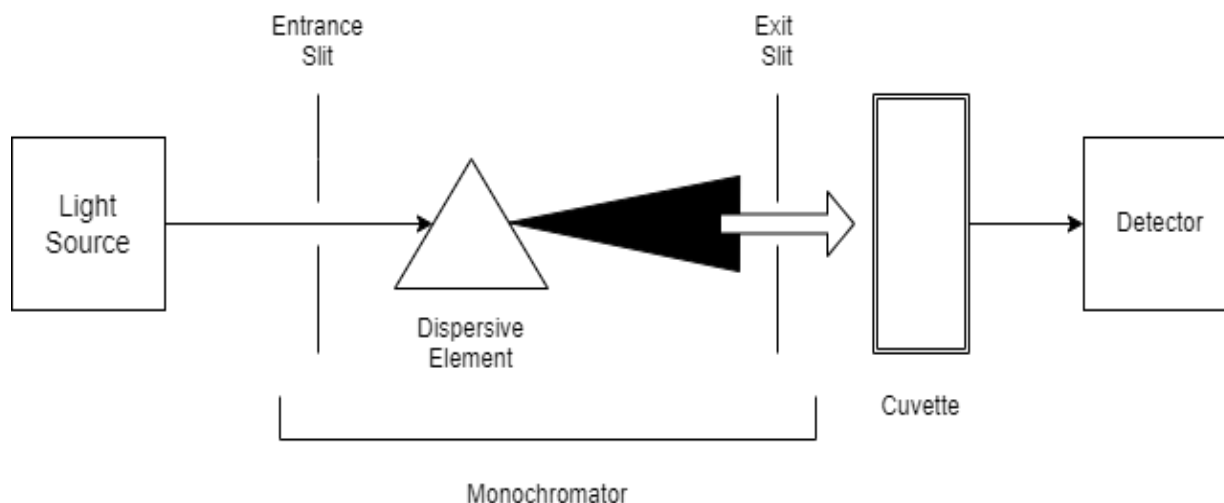 Entrance
Slit
Exit
Slit
Light
Source
Detector
Dispersive
Element
Cuvette
Monochromator